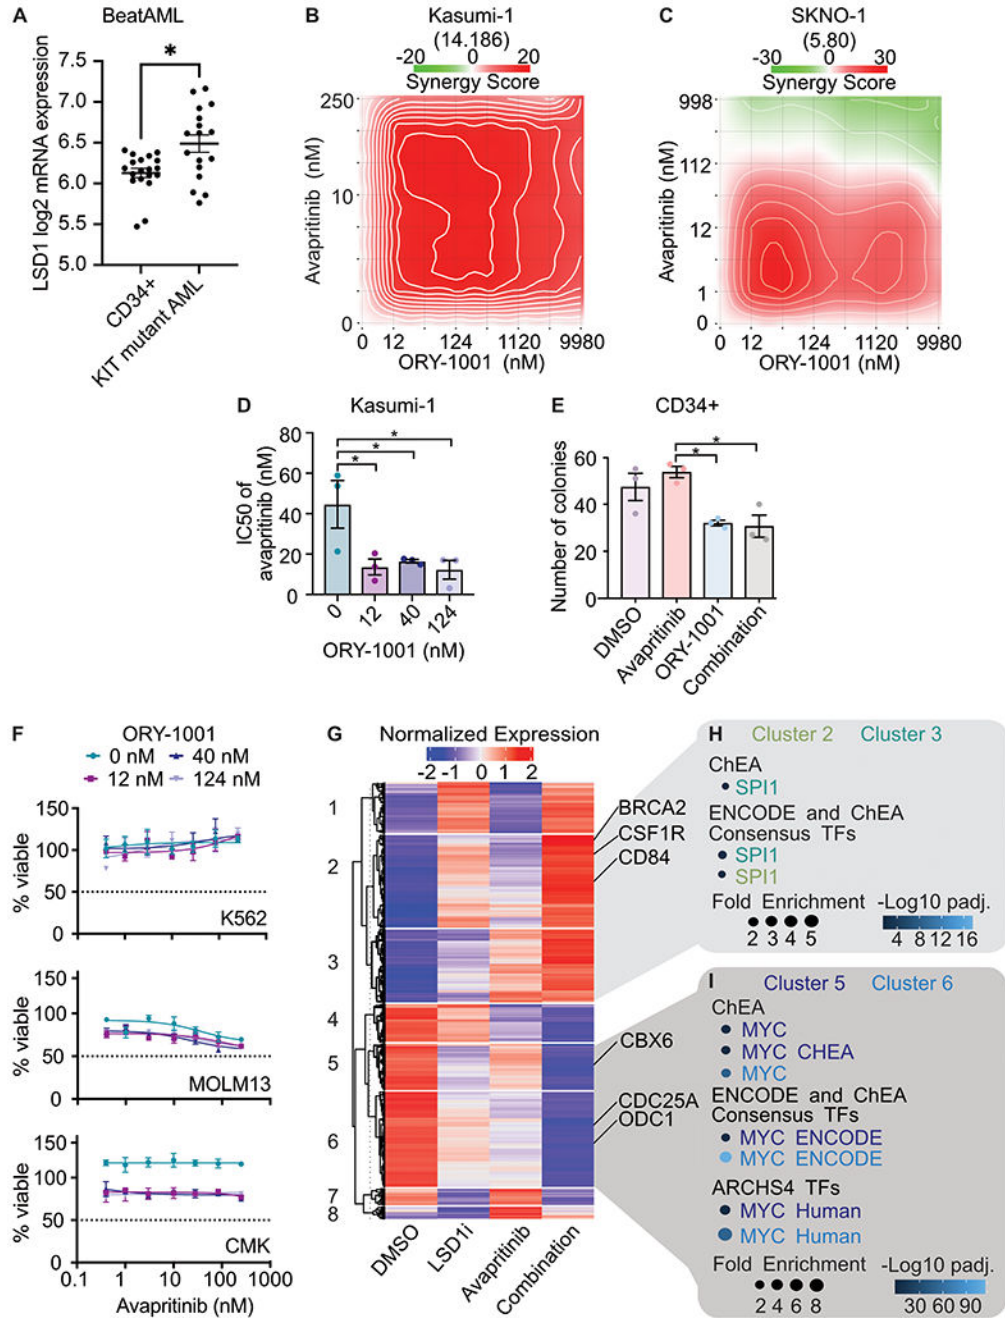 A
BeatAML
*
LSD1 log2 mRNA expression
7.5
7.0
6.5
6.0
5.5
5.0
CD34+
KIT mutant AML
B
Kasumi-1
(14.186)
-20 0 20
Synergy Score
Avapritinib (nM)
250
10
0
0 12 124 1120 9980
ORY-1001 (nM)
C
SKNO-1
(5.80)
-30 0 30
Synergy Score
Avapritinib (nM)
998
112
12
1
0
0 12 124 1120 9980
ORY-1001 (nM)
D
Kasumi-1
IC50 of
avapritinib (nM)
80
60
40
20
0
*
*
*
0 12 40 124
ORY-1001 (nM)
E
CD34+
Number of colonies
60
40
20
0
*
*
DMSO
Avapritinib
ORY-1001
Combination
F
ORY-1001
0 nM 40 nM
12 nM 124 nM
% viable
150
100
50
0
K562
% viable
150
100
50
0
MOLM13
% viable
150
100
50
0
CMK
0.1 1 10 100 1000
Avapritinib (nM)
G
Normalized Expression
-2 -1 0 1 2
1
2
3
4
5
6
7
8
BRCA2
CSF1R
CD84
CBX6
CDC25A
ODC1
DMSO
LSD1i
Avapritinib
Combination
H
Cluster 2 Cluster 3
ChEA
SPI1
ENCODE and ChEA
Consensus TFs
SPI1
SPI1
Fold Enrichment -Log10 padj.
2 3 4 5
4 8 12 16
I
Cluster 5 Cluster 6
ChEA
MYC
MYC CHEA
MYC
ENCODE and ChEA
Consensus TFs
MYC ENCODE
MYC ENCODE
ARCHS4 TFs
MYC Human
MYC Human
Fold Enrichment -Log10 padj.
2 4 6 8
30 60 90